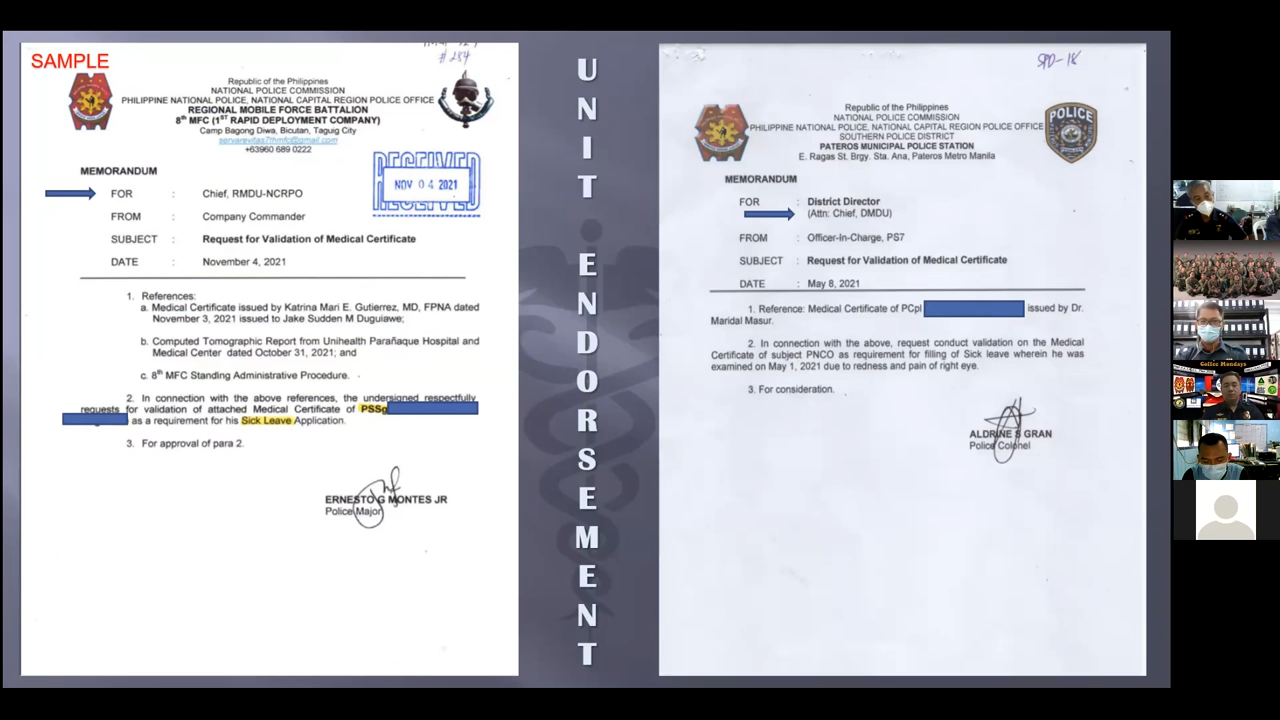 SAMPLE
# 284
Republic of the Philippines
NATIONAL POLICE COMMISSION
PHILIPPINE NATIONAL POLICE, NATIONAL CAPITAL REGION POLICE OFFICE
REGIONAL MOBILE FORCE BATTALION
8th MFC (1ST RAPID DEPLOYMENT COMPANY)
Camp Bagong Diwa, Bicutan, Taguig City
servarevitas7thmfc@gmail.com
+63960 689 0222
RECEIVED
NOV 04 2021
RECEIVED
MEMORANDUM
FOR : Chief, RMDU-NCRPO
FROM : Company Commander
SUBJECT : Request for Validation of Medical Certificate
DATE : November 4, 2021
1. References:
a. Medical Certificate issued by Katrina Mari E. Gutierrez, MD, FPNA dated
November 3, 2021 issued to Jake Sudden M Duguiawe;
b. Computed Tomographic Report from Unihealth Parañaque Hospital and
Medical Center dated October 31, 2021; and
c. 8th MFC Standing Administrative Procedure.
2. In connection with the above references, the undersigned respectfully
requests for validation of attached Medical Certificate of PSSg
as a requirement for his Sick Leave Application.
3. For approval of para 2.
ERNESTO G MONTES JR
Police Major
UNIT ENDORSEMENT
SPD-18
Republic of the Philippines
NATIONAL POLICE COMMISSION
PHILIPPINE NATIONAL POLICE, NATIONAL CAPITAL REGION POLICE OFFICE
SOUTHERN POLICE DISTRICT
PATEROS MUNICIPAL POLICE STATION
E. Ragas St. Brgy. Sta. Ana, Pateros Metro Manila
POLICE
MEMORANDUM
FOR : District Director
(Attn: Chief, DMDU)
FROM : Officer-In-Charge, PS7
SUBJECT : Request for Validation of Medical Certificate
DATE : May 8, 2021
1. Reference: Medical Certificate of PCpl issued by Dr.
Maridal Masur.
2. In connection with the above, request conduct validation on the Medical
Certificate of subject PNCO as requirement for filling of Sick leave wherein he was
examined on May 1, 2021 due to redness and pain of right eye.
3. For consideration.
ALDRINE S GRAN
Police Colonel
Coffee Mondays